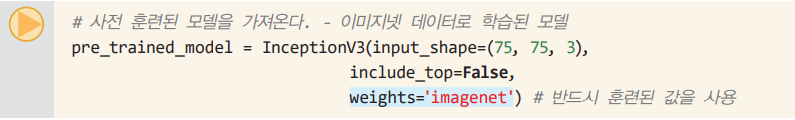 # 사전 훈련된 모델을 가져온다. - 이미지넷 데이터로 학습된 모델
pre_trained_model = InceptionV3(input_shape=(75, 75, 3),
include_top=False,
weights='imagenet') # 반드시 훈련된 값을 사용